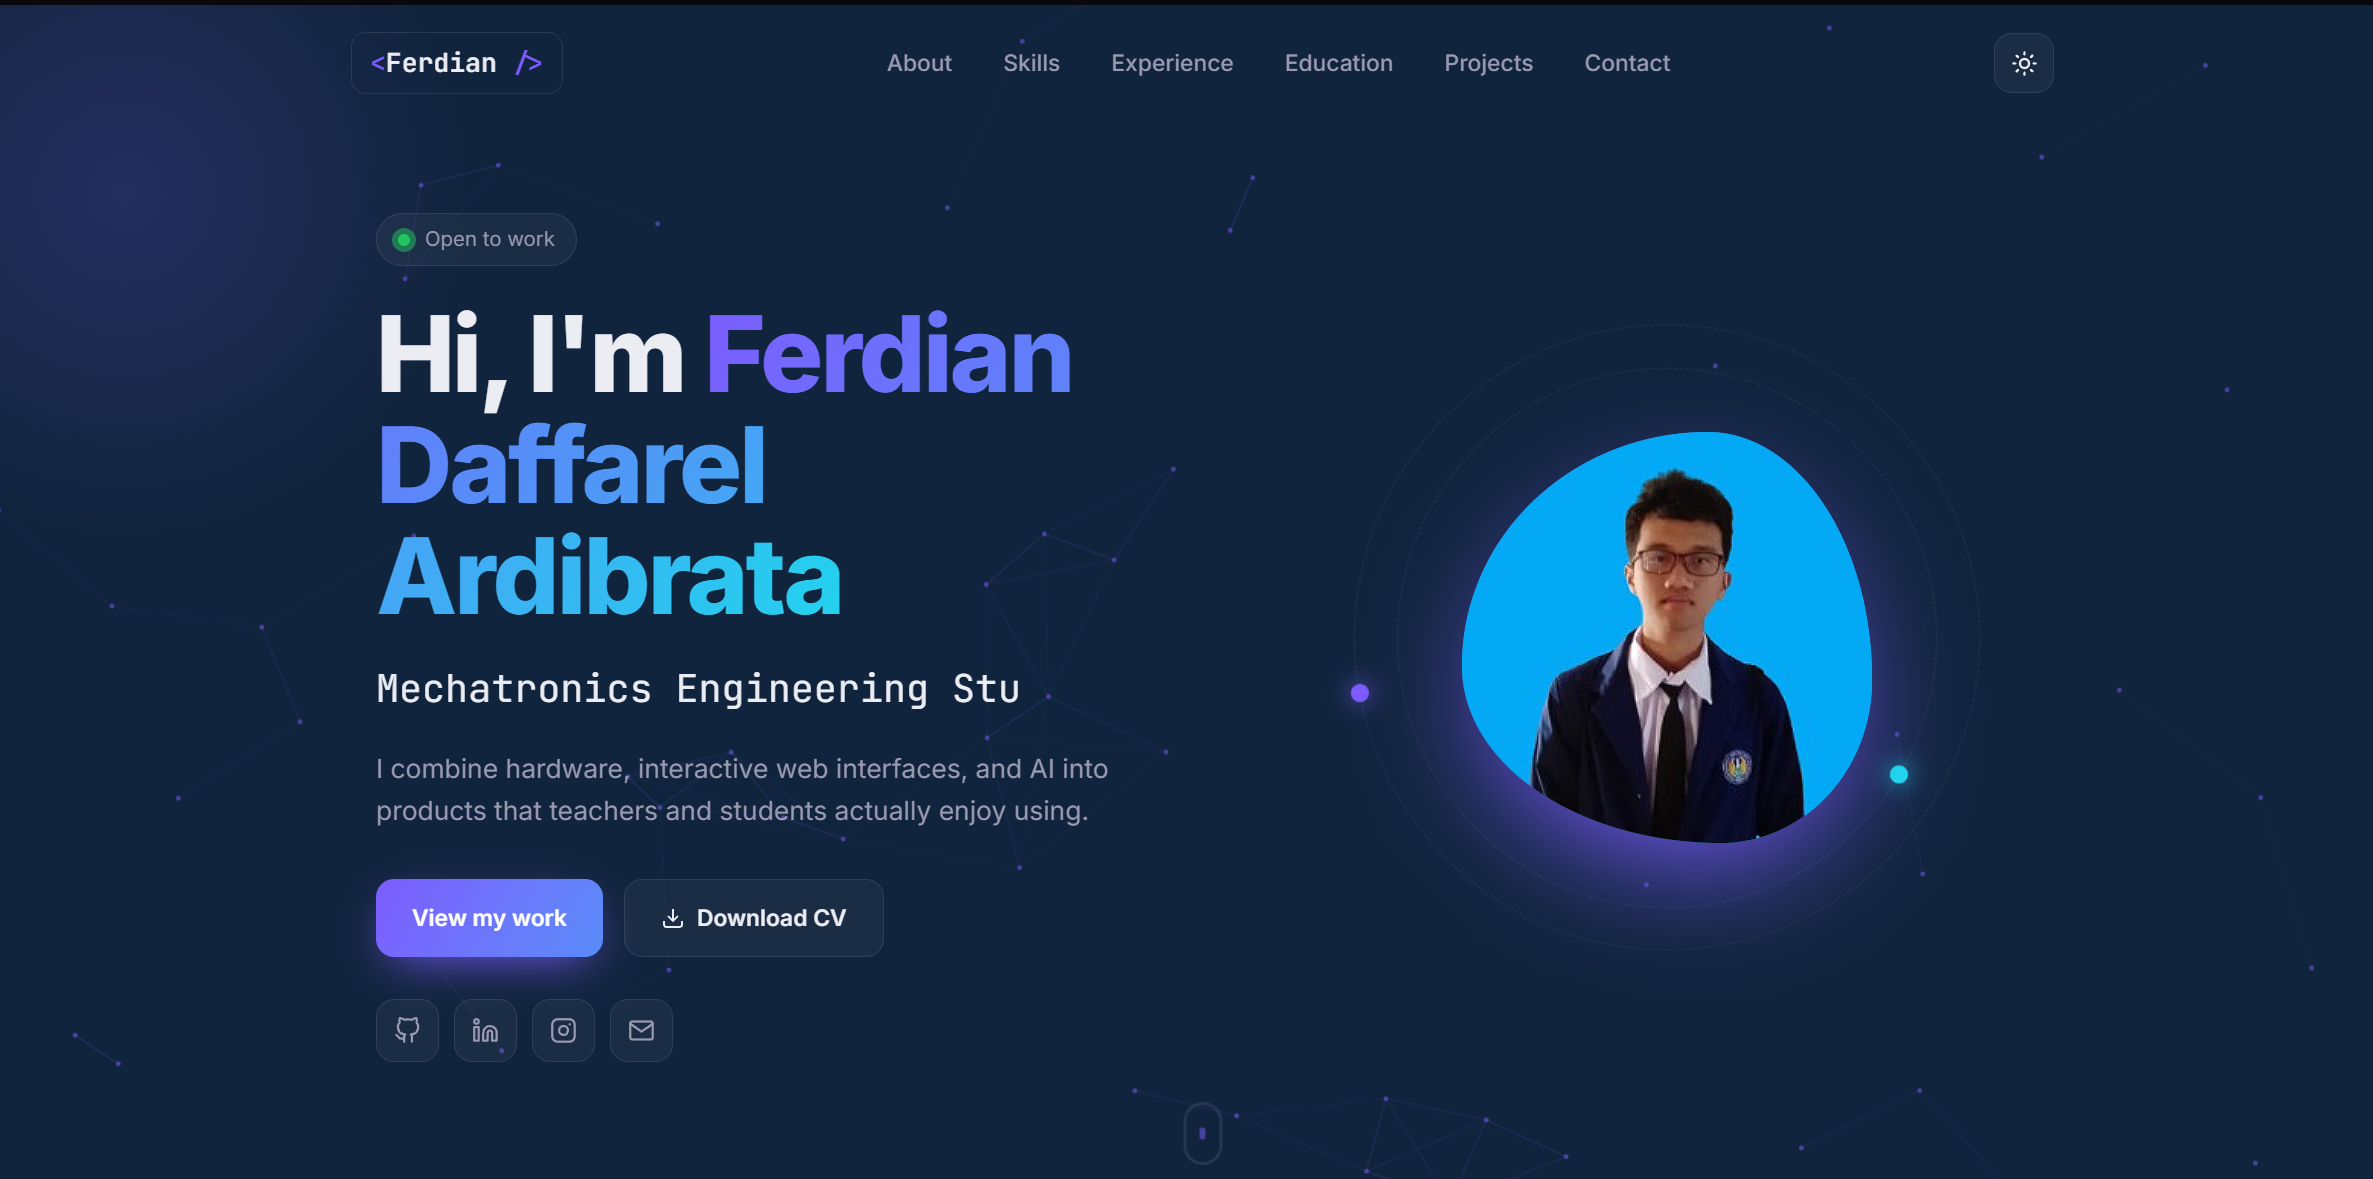 <Ferdian />
About Skills Experience Education Projects Contact
Open to work
Hi, I'm Ferdian
Daffarel
Ardibrata
Mechatronics Engineering Stu
I combine hardware, interactive web interfaces, and AI into
products that teachers and students actually enjoy using.
View my work
Download CV